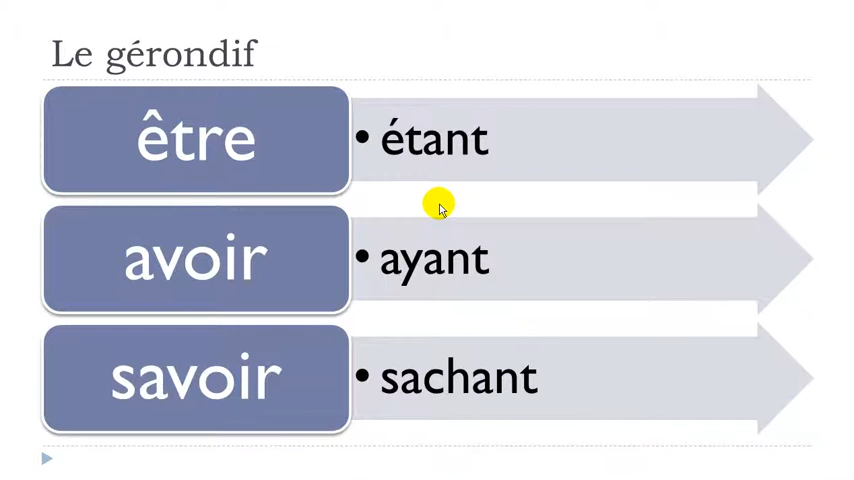 Le gérondif
être
• étant
avoir
• ayant
savoir
• sachant